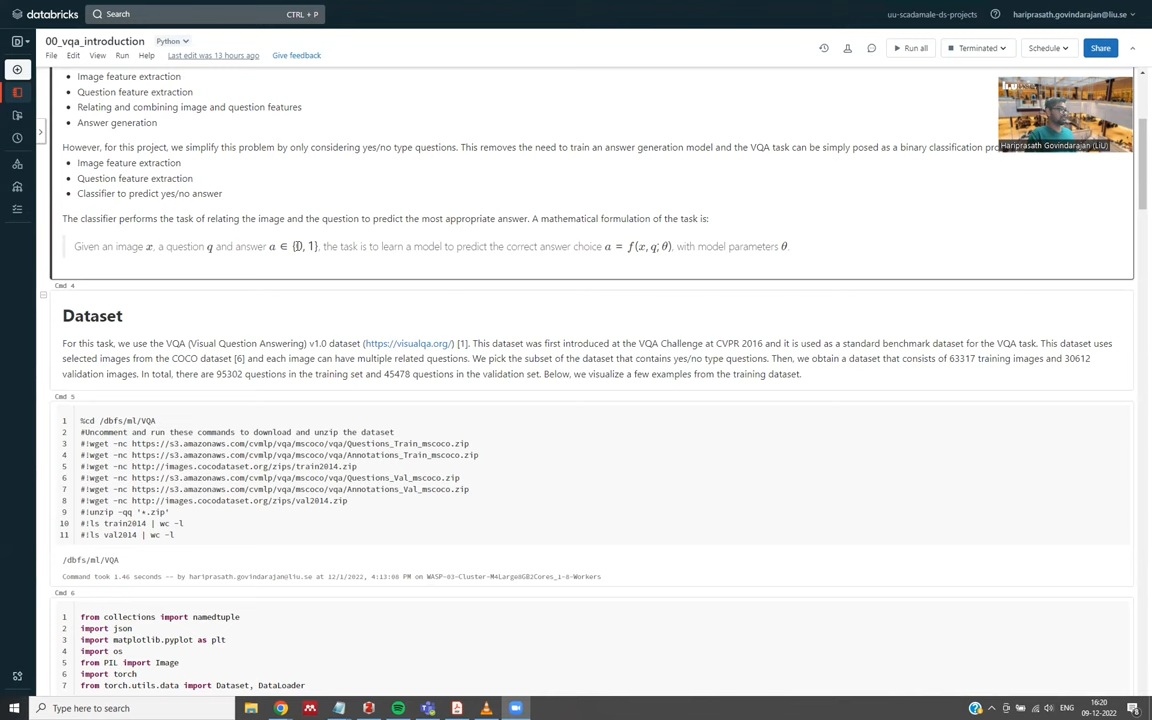 databricks
Search CTRL + P
uu-scadamale-ds-projects
hariprasath.govindarajan@liu.se
00_vqa_introduction Python
File Edit View Run Help Last edit was 13 hours ago Give feedback
Run all Terminated Schedule Share
• Image feature extraction
• Question feature extraction
• Relating and combining image and question features
• Answer generation
However, for this project, we simplify this problem by only considering yes/no type questions. This removes the need to train an answer generation model and the VQA task can be simply posed as a binary classification
• Image feature extraction
• Question feature extraction
• Classifier to predict yes/no answer
Hariprasath Govindarajan (LiU)
The classifier performs the task of relating the image and the question to predict the most appropriate answer. A mathematical formulation of the task is:
Given an image x, a question q and answer a ∈ {0, 1}, the task is to learn a model to predict the correct answer choice a = f(x, q; θ), with model parameters θ.
Cmd 4
Dataset
For this task, we use the VQA (Visual Question Answering) v1.0 dataset (https://visualqa.org/) [1]. This dataset was first introduced at the VQA Challenge at CVPR 2016 and it is used as a standard benchmark dataset for the VQA task. This dataset uses
selected images from the COCO dataset [6] and each image can have multiple related questions. We pick the subset of the dataset that contains yes/no type questions. Then, we obtain a dataset that consists of 63317 training images and 30612
validation images. In total, there are 95302 questions in the training set and 45478 questions in the validation set. Below, we visualize a few examples from the training dataset.
Cmd 5
1 %cd /dbfs/ml/VQA
2 #Uncomment and run these commands to download and unzip the dataset
3 #!wget -nc https://s3.amazonaws.com/cvmlp/vqa/mscoco/vqa/Questions_Train_mscoco.zip
4 #!wget -nc https://s3.amazonaws.com/cvmlp/vqa/mscoco/vqa/Annotations_Train_mscoco.zip
5 #!wget -nc http://images.cocodataset.org/zips/train2014.zip
6 #!wget -nc https://s3.amazonaws.com/cvmlp/vqa/mscoco/vqa/Questions_Val_mscoco.zip
7 #!wget -nc https://s3.amazonaws.com/cvmlp/vqa/mscoco/vqa/Annotations_Val_mscoco.zip
8 #!wget -nc http://images.cocodataset.org/zips/val2014.zip
9 #!unzip -qq '*.zip'
10 #!ls train2014 | wc -l
11 #!ls val2014 | wc -l
/dbfs/ml/VQA
Command took 1.46 seconds -- by hariprasath.govindarajan@liu.se at 12/1/2022, 4:13:08 PM on WASP-03-Cluster-M4Large8GB2Cores_1-8-Workers
Cmd 6
1 from collections import namedtuple
2 import json
3 import matplotlib.pyplot as plt
4 import os
5 from PIL import Image
6 import torch
7 from torch.utils.data import Dataset, DataLoader
Type here to search
ENG
16:20
09-12-2022